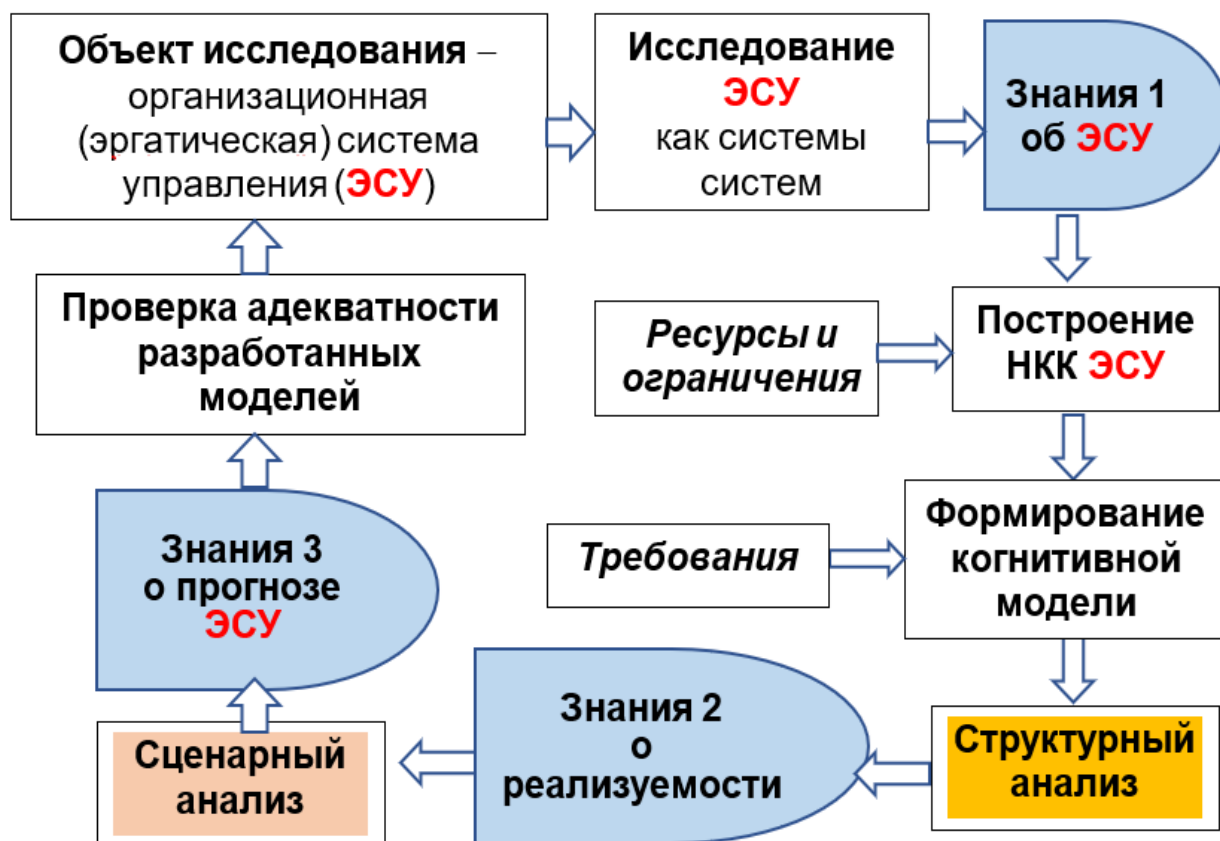 Объект исследования –
организационная
(эргатическая) система
управления (ЭСУ)
Исследование
ЭСУ
как системы
систем
Знания 1
об ЭСУ
Проверка адекватности
разработанных
моделей
Ресурсы и
ограничения
Построение
НКК ЭСУ
Знания 3
о прогнозе
ЭСУ
Требования
Формирование
когнитивной
модели
Сценарный
анализ
Знания 2
о
реализуемости
Структурный
анализ